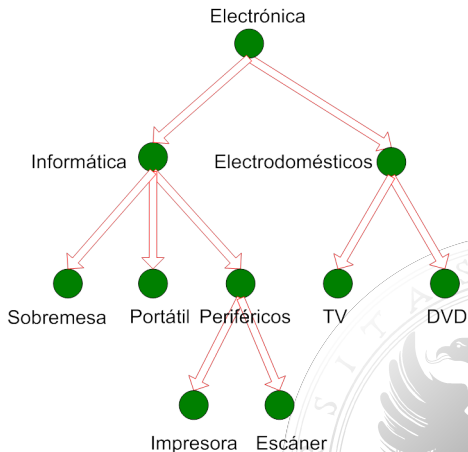 Electrónica
Informática
Electrodomésticos
Sobremesa
Portátil
Periféricos
TV
DVD
Impresora
Escáner
S I T A S